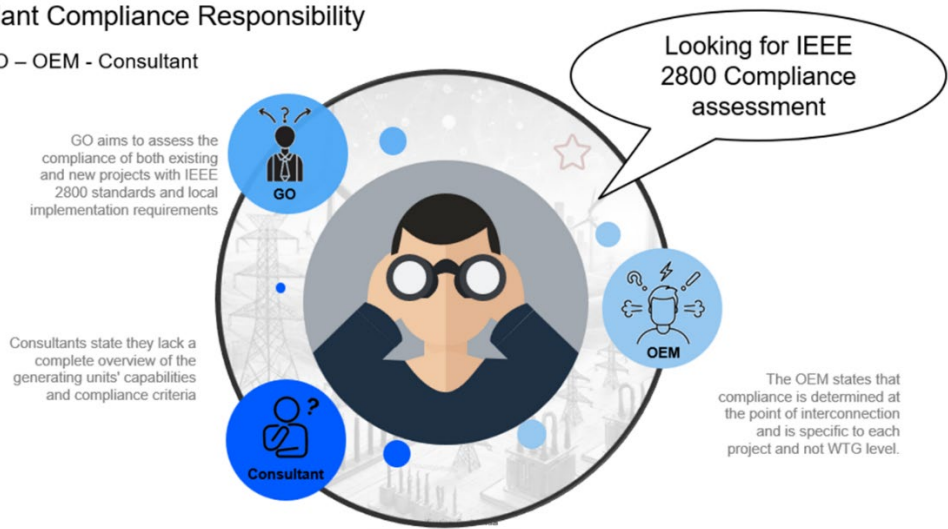 ant Compliance Responsibility
O – OEM - Consultant
Looking for IEEE
2800 Compliance
assessment
GO aims to assess the
compliance of both existing
and new projects with IEEE
2800 standards and local
implementation requirements
GO
OEM
Consultants state they lack a
complete overview of the
generating units' capabilities
and compliance criteria
The OEM states that
compliance is determined at
the point of interconnection
and is specific to each
project and not WTG level.
Consultant